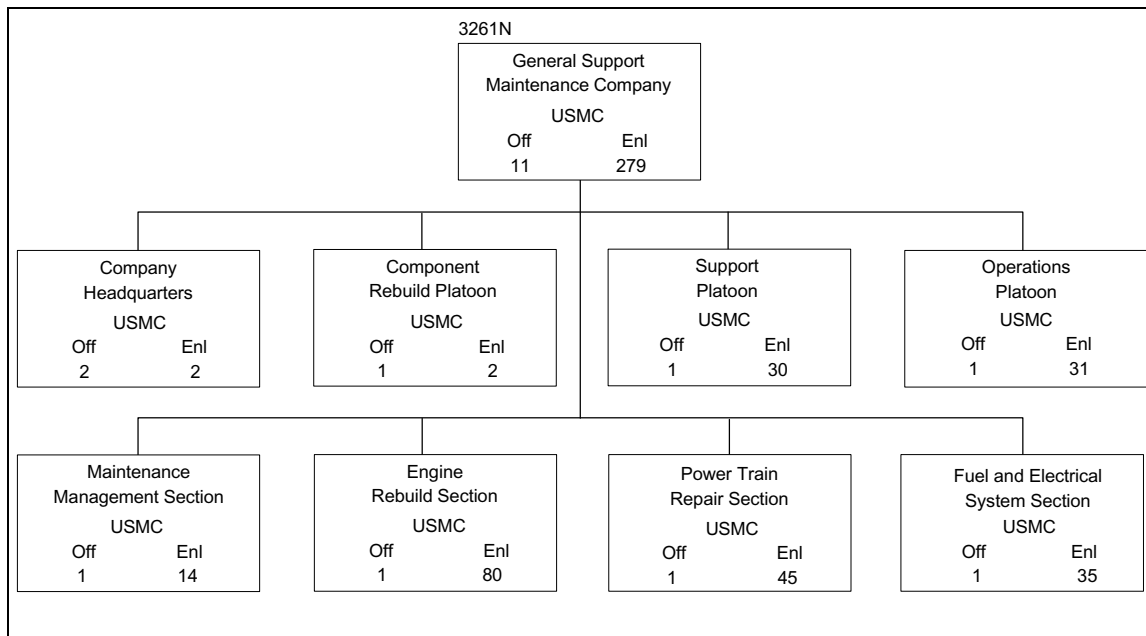 3261N
General Support
Maintenance Company
USMC
Off Enl
11 279
Company
Headquarters
USMC
Off Enl
2 2
Component
Rebuild Platoon
USMC
Off Enl
1 2
Support
Platoon
USMC
Off Enl
1 30
Operations
Platoon
USMC
Off Enl
1 31
Maintenance
Management Section
USMC
Off Enl
1 14
Engine
Rebuild Section
USMC
Off Enl
1 80
Power Train
Repair Section
USMC
Off Enl
1 45
Fuel and Electrical
System Section
USMC
Off Enl
1 35